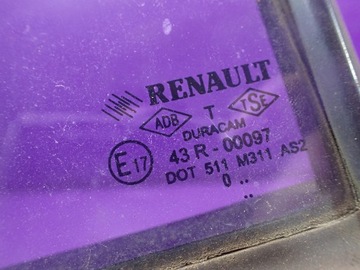 RENAULT
ADB T TSE
DURACAM
E17 43 R-00097
DOT 511 M311 AS2
0 ..
..